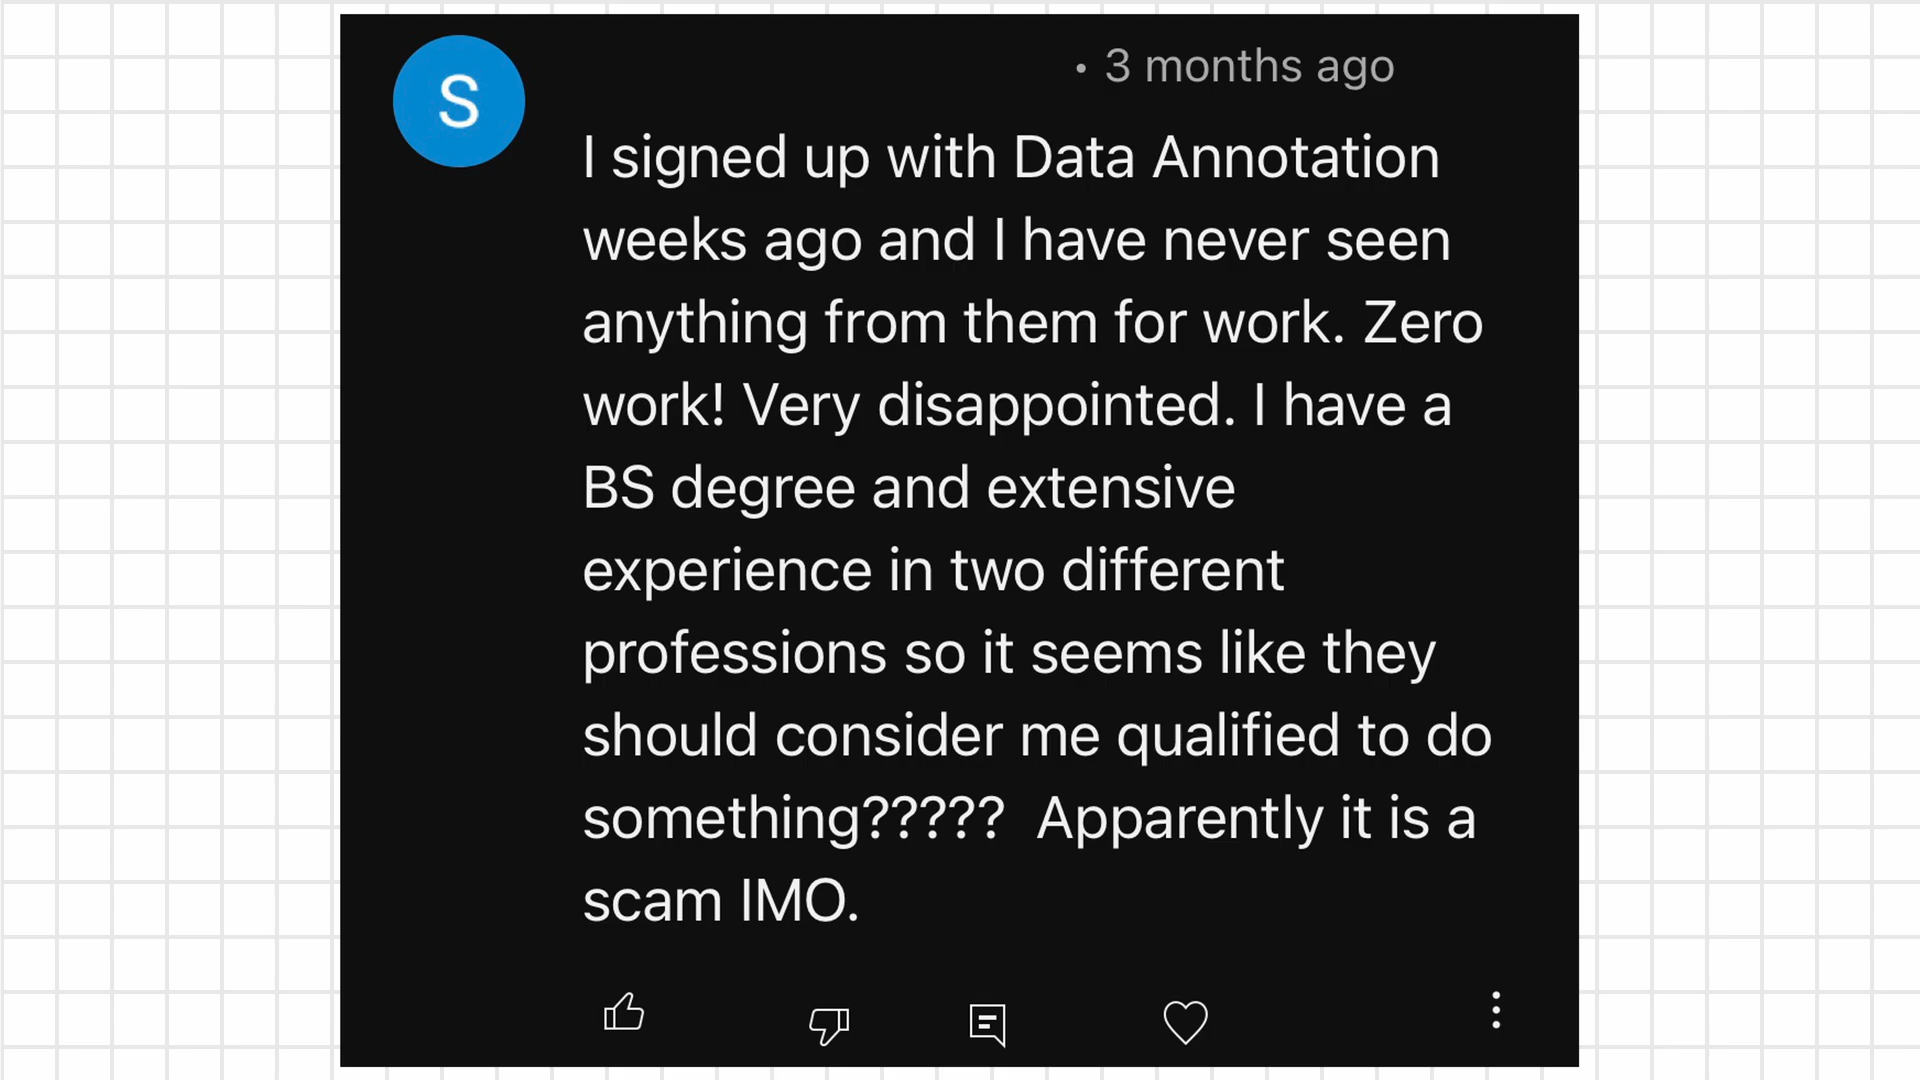 S
• 3 months ago
I signed up with Data Annotation
weeks ago and I have never seen
anything from them for work. Zero
work! Very disappointed. I have a
BS degree and extensive
experience in two different
professions so it seems like they
should consider me qualified to do
something?????  Apparently it is a
scam IMO.